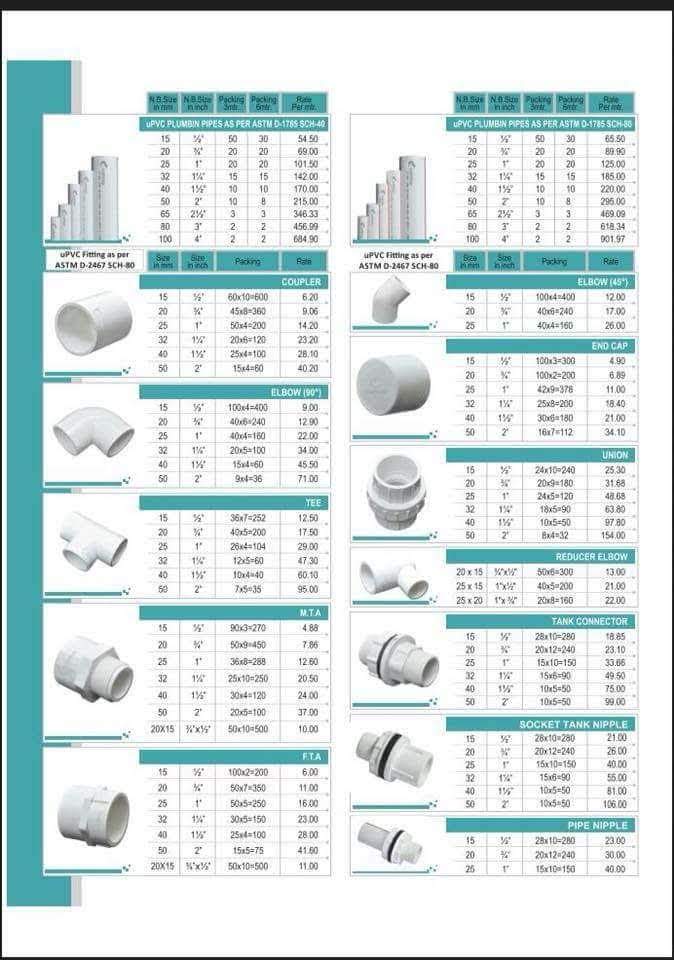 N.B.Size in mm N.B.Size in inch Packing 3mtr. Packing 6mtr. Rate Per mtr.
uPVC PLUMBIN PIPES AS PER ASTM D-1785 SCH-40
15 ½" 50 30 54.50
20 ¾" 20 20 69.00
25 1" 20 20 101.50
32 1¼" 15 15 142.00
40 1½" 10 10 170.00
50 2" 10 8 215.00
65 2½" 3 3 346.33
80 3" 2 2 456.99
100 4" 2 2 684.90
uPVC Fitting as per ASTM D-2467 SCH-80
Size in mm Size in inch Packing Rate
COUPLER
15 ½" 60x10=600 6.20
20 ¾" 45x8=360 9.06
25 1" 50x4=200 14.20
32 1¼" 20x6=120 23.20
40 1½" 25x4=100 28.10
50 2" 15x4=60 40.20
ELBOW (90°)
15 ½" 100x4=400 9.00
20 ¾" 40x6=240 12.90
25 1" 40x4=160 22.00
32 1¼" 20x5=100 34.00
40 1½" 15x4=60 45.50
50 2" 9x4=36 71.00
TEE
15 ½" 36x7=252 12.50
20 ¾" 40x5=200 17.50
25 1" 26x4=104 29.00
32 1¼" 12x5=60 47.30
40 1½" 10x4=40 60.10
50 2" 7x5=35 95.00
M.T.A
15 ½" 90x3=270 4.88
20 ¾" 50x9=450 7.86
25 1" 36x8=288 12.60
32 1¼" 25x10=250 20.50
40 1½" 30x4=120 24.00
50 2" 20x5=100 37.00
20X15 ¾"x½" 50x10=500 10.00
F.T.A
15 ½" 100x2=200 6.00
20 ¾" 50x7=350 11.00
25 1" 50x5=250 16.00
32 1¼" 30x5=150 23.00
40 1½" 25x4=100 28.00
50 2" 15x5=75 41.60
20X15 ¾"x½" 50x10=500 11.00
N.B.Size in mm N.B.Size in inch Packing 3mtr. Packing 6mtr. Rate Per mtr.
uPVC PLUMBIN PIPES AS PER ASTM D-1785 SCH-80
15 ½" 50 30 65.50
20 ¾" 20 20 89.90
25 1" 20 20 125.00
32 1¼" 15 15 185.00
40 1½" 10 10 220.00
50 2" 10 8 295.00
65 2½" 3 3 469.09
80 3" 2 2 618.34
100 4" 2 2 901.97
uPVC Fitting as per ASTM D-2467 SCH-80
Size in mm Size in inch Packing Rate
ELBOW (45°)
15 ½" 100x4=400 12.00
20 ¾" 40x6=240 17.00
25 1" 40x4=160 26.00
END CAP
15 ½" 100x3=300 4.90
20 ¾" 100x2=200 6.89
25 1" 42x9=378 11.00
32 1¼" 25x8=200 18.40
40 1½" 30x6=180 21.00
50 2" 16x7=112 34.10
UNION
15 ½" 24x10=240 25.30
20 ¾" 20x9=180 31.68
25 1" 24x5=120 48.68
32 1¼" 18x5=90 63.80
40 1½" 10x5=50 97.80
50 2" 8x4=32 154.00
REDUCER ELBOW
20 x 15 ¾"x½" 50x6=300 13.00
25 x 15 1"x½" 40x5=200 21.00
25 x 20 1"x ¾" 20x8=160 22.00
TANK CONNECTOR
15 ½" 28x10=280 18.85
20 ¾" 20x12=240 23.10
25 1" 15x10=150 33.66
32 1¼" 15x6=90 49.50
40 1½" 10x5=50 75.00
50 2" 10x5=50 99.00
SOCKET TANK NIPPLE
15 ½" 28x10=280 21.00
20 ¾" 20x12=240 26.00
25 1" 15x10=150 40.00
32 1¼" 15x6=90 55.00
40 1½" 10x5=50 81.00
50 2" 10x5=50 106.00
PIPE NIPPLE
15 ½" 28x10=280 23.00
20 ¾" 20x12=240 30.00
25 1" 15x10=150 40.00